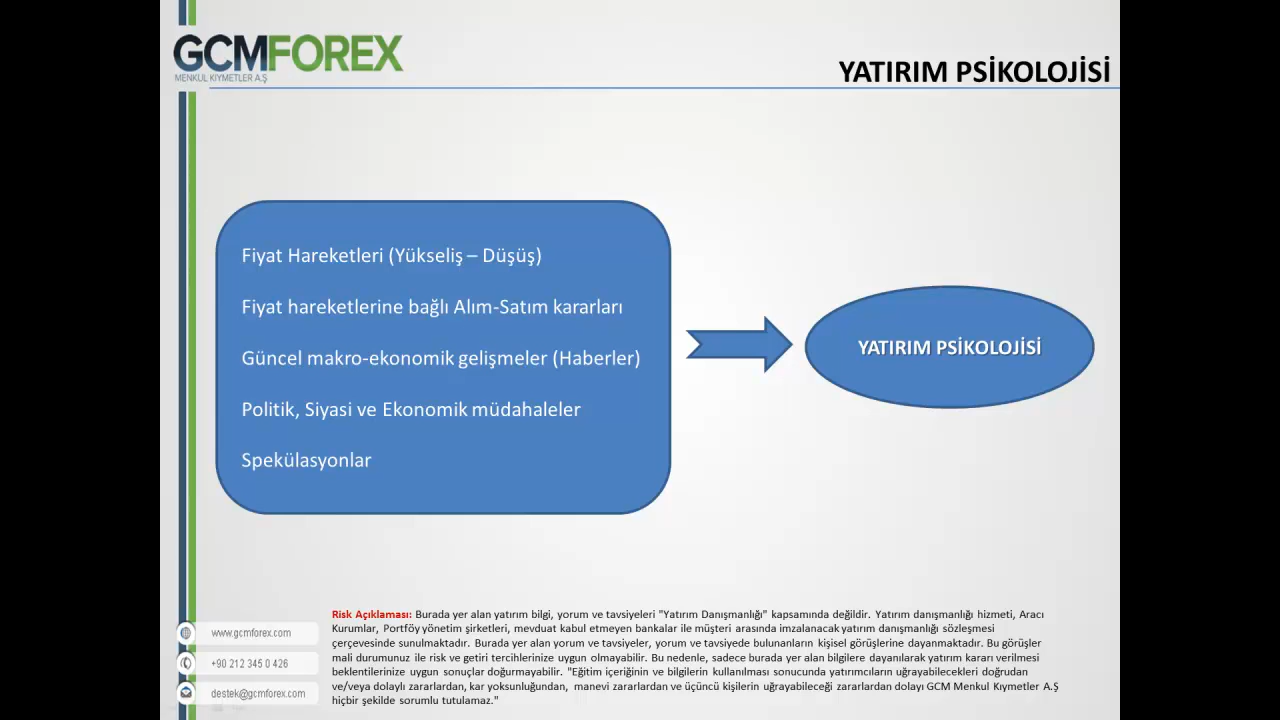 GCMFOREX
MENKUL KIYMETLER A.Ş
YATIRIM PSİKOLOJİSİ
Fiyat Hareketleri (Yükseliş – Düşüş)
Fiyat hareketlerine bağlı Alım-Satım kararları
Güncel makro-ekonomik gelişmeler (Haberler)
Politik, Siyasi ve Ekonomik müdahaleler
Spekülasyonlar
YATIRIM PSİKOLOJİSİ
www.gcmforex.com
+90 212 345 0 426
destek@gcmforex.com
Risk Açıklaması: Burada yer alan yatırım bilgi, yorum ve tavsiyeleri "Yatırım Danışmanlığı" kapsamında değildir. Yatırım danışmanlığı hizmeti, Aracı
Kurumlar, Portföy yönetim şirketleri, mevduat kabul etmeyen bankalar ile müşteri arasında imzalanacak yatırım danışmanlığı sözleşmesi
çerçevesinde sunulmaktadır. Burada yer alan yorum ve tavsiyeler, yorum ve tavsiyede bulunanların kişisel görüşlerine dayanmaktadır. Bu görüşler
mali durumunuz ile risk ve getiri tercihlerinize uygun olmayabilir. Bu nedenle, sadece burada yer alan bilgilere dayanılarak yatırım kararı verilmesi
beklentilerinize uygun sonuçlar doğurmayabilir. "Eğitim içeriğinin ve bilgilerin kullanılması sonucunda yatırımcıların uğrayabilecekleri doğrudan
ve/veya dolaylı zararlardan, kar yoksunluğundan, manevi zararlardan ve üçüncü kişilerin uğrayabileceği zararlardan dolayı GCM Menkul Kıymetler A.Ş
hiçbir şekilde sorumlu tutulamaz."